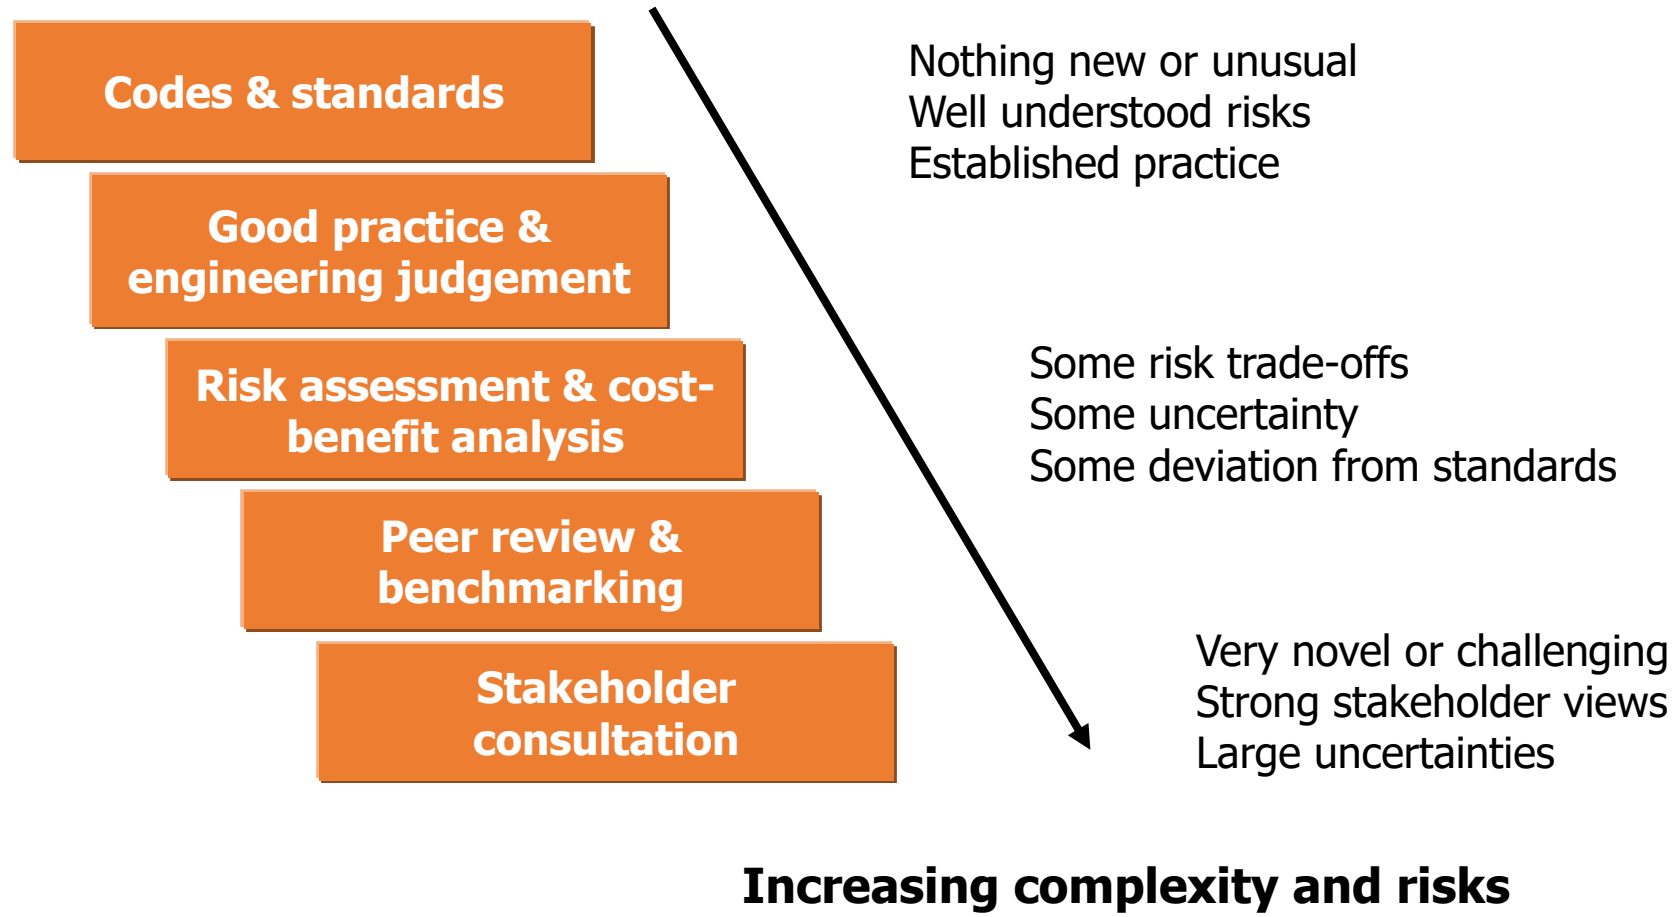 Codes & standards
Good practice &
engineering judgement
Risk assessment & cost-
benefit analysis
Peer review &
benchmarking
Stakeholder
consultation
Nothing new or unusual
Well understood risks
Established practice
Some risk trade-offs
Some uncertainty
Some deviation from standards
Very novel or challenging
Strong stakeholder views
Large uncertainties
Increasing complexity and risks